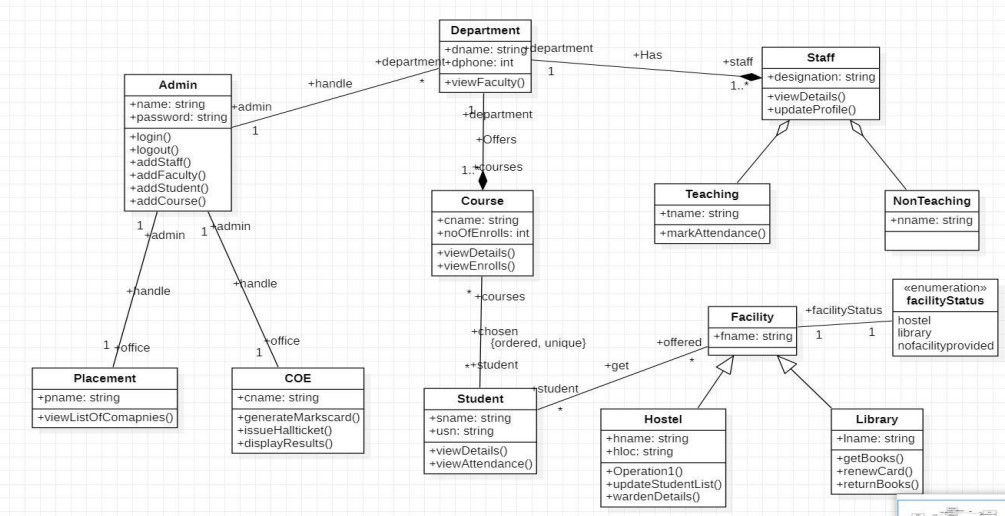 Department
+dname: string
+dphone: int
+viewFaculty()
+department
*
+handle
+admin
1
Admin
+name: string
+password: string
+login()
+logout()
+addStaff()
+addFaculty()
+addStudent()
+addCourse()
+department
1
+Has
+staff
1..*
Staff
+designation: string
+viewDetails()
+updateProfile()
1
+department
+Offers
1..*
+courses
Course
+cname: string
+noOfEnrolls: int
+viewDetails()
+viewEnrolls()
Teaching
+tname: string
+markAttendance()
NonTeaching
+nname: string
1
+admin
+handle
1
+office
1
+admin
+handle
+office
1
Placement
+pname: string
+viewListOfComapnies()
COE
+cname: string
+generateMarkscard()
+issueHallticket()
+displayResults()
*
+courses
+chosen
{ordered, unique}
*
+student
Student
+sname: string
+usn: string
+viewDetails()
+viewAttendance()
+student
*
+get
+offered
*
Facility
+fname: string
+facilityStatus
1
1
«enumeration»
facilityStatus
hostel
library
nofacilityprovided
Hostel
+hname: string
+hloc: string
+Operation1()
+updateStudentList()
+wardenDetails()
Library
+lname: string
+getBooks()
+renewCard()
+returnBooks()